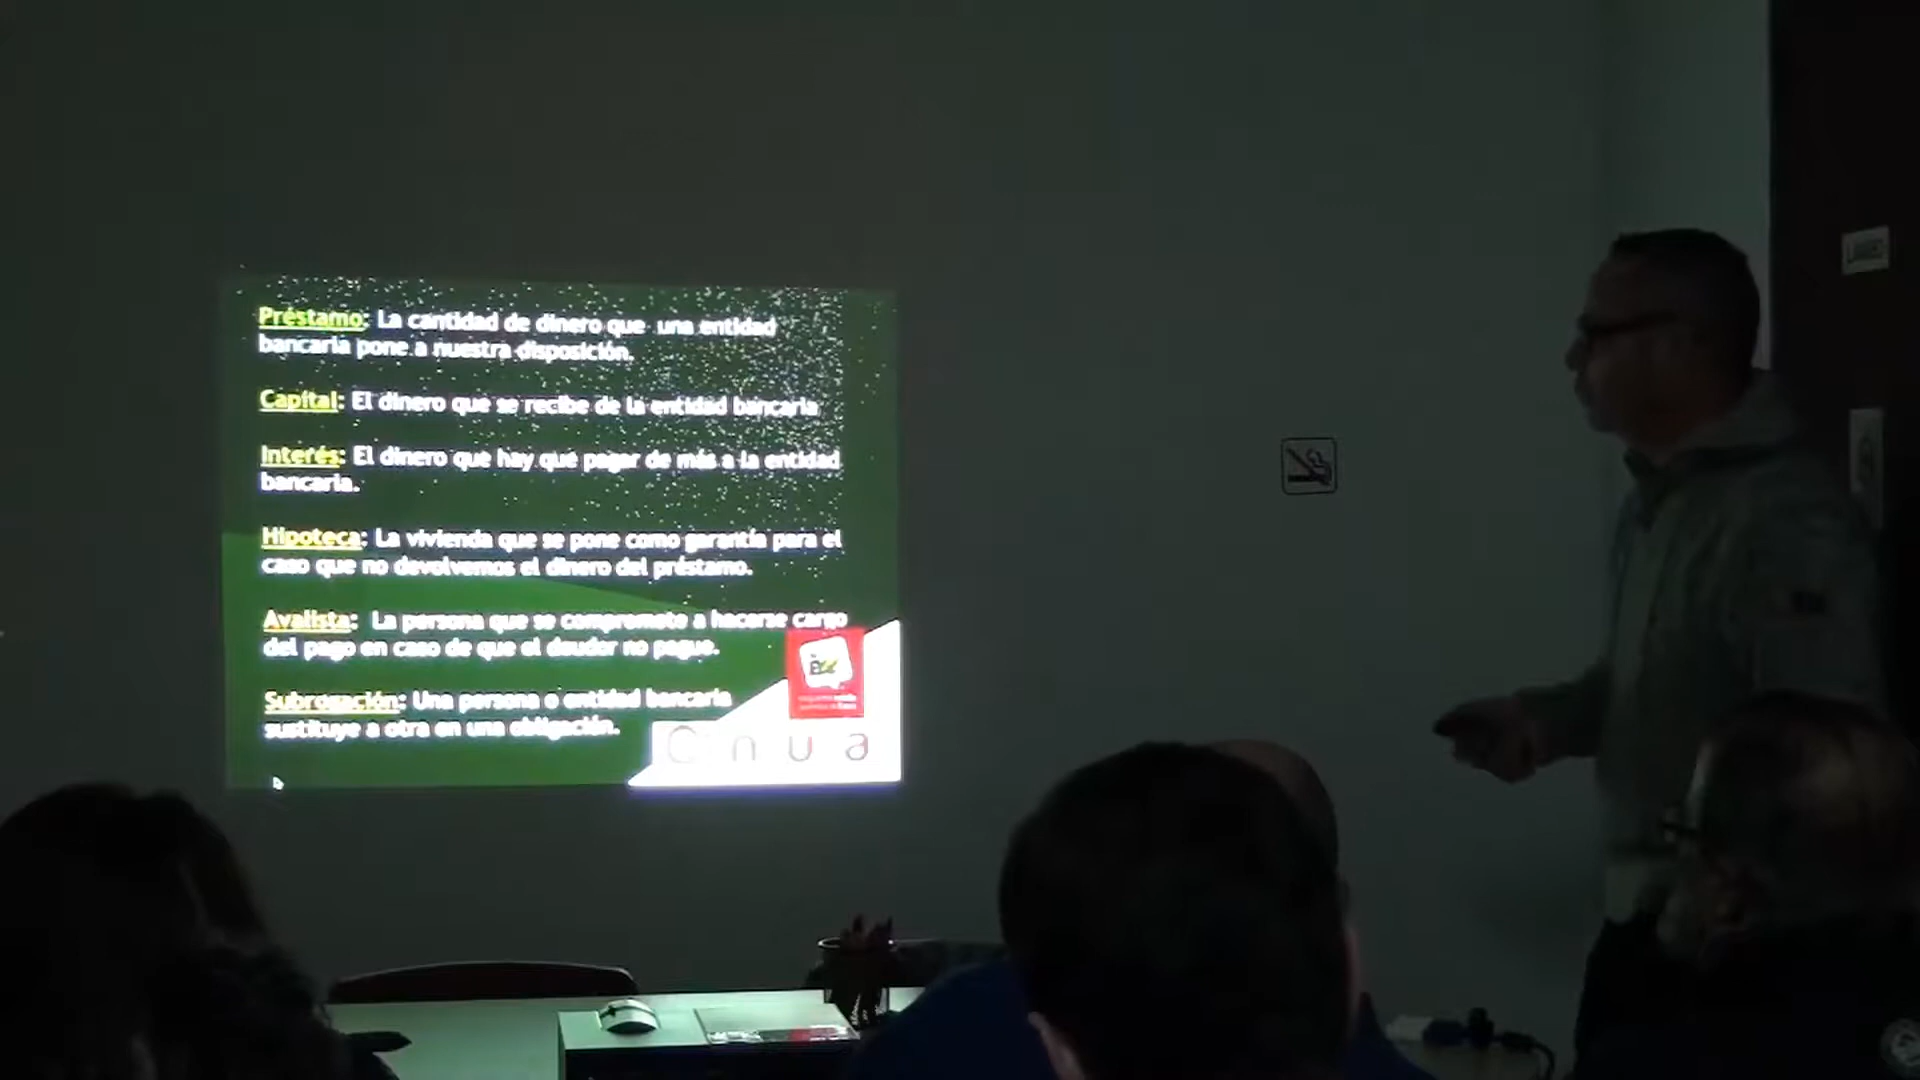 Préstamo: La cantidad de dinero que una entidad
bancaria pone a nuestra disposición.
Capital: El dinero que se recibe de la entidad bancaria
Interés: El dinero que hay que pagar de más a la entidad
bancaria.
Hipoteca: La vivienda que se pone como garantía para el
caso que no devolvemos el dinero del préstamo.
Avalista: La persona que se compromete a hacerse cargo
del pago en caso de que el deudor no pague.
Subrogación: Una persona o entidad bancaria
sustituye a otra en una obligación.
C nua